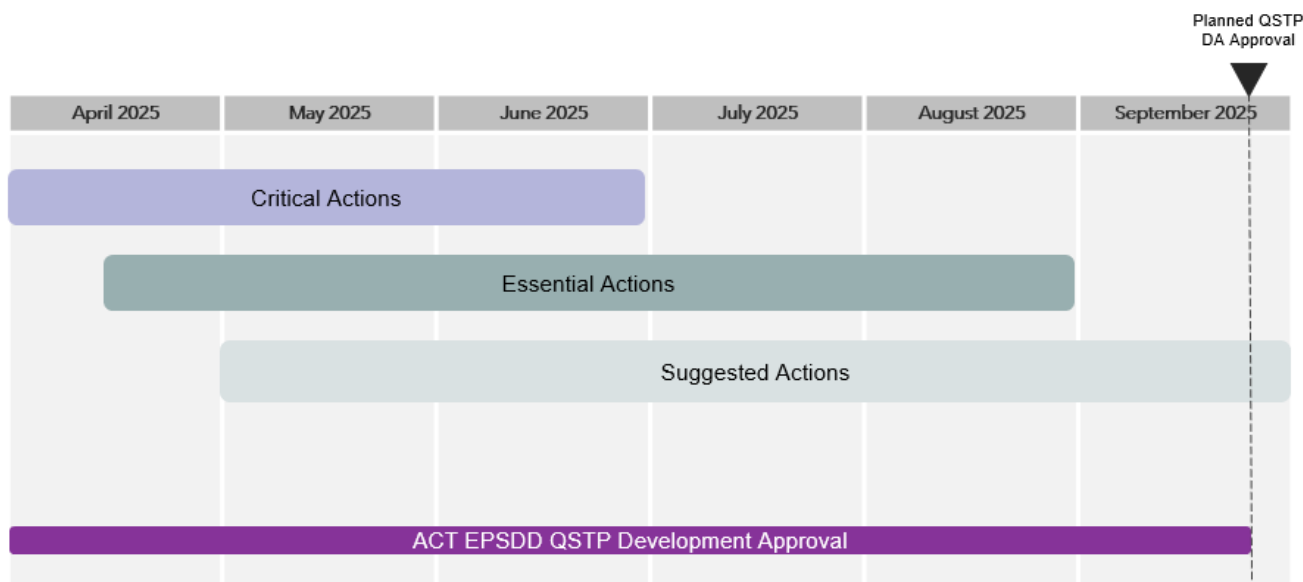 Planned QSTP
DA Approval
April 2025
May 2025
June 2025
July 2025
August 2025
September 2025
Critical Actions
Essential Actions
Suggested Actions
ACT EPSDD QSTP Development Approval